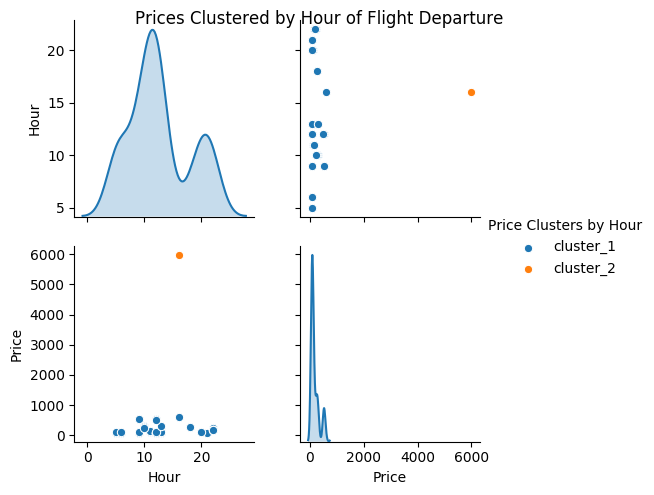 Prices Clustered by Hour of Flight Departure
20
15
10
5
Hour
Price Clusters by Hour
cluster_1
cluster_2
6000
5000
4000
3000
2000
1000
0
Price
0 10 20
Hour
0 2000 4000 6000
Price